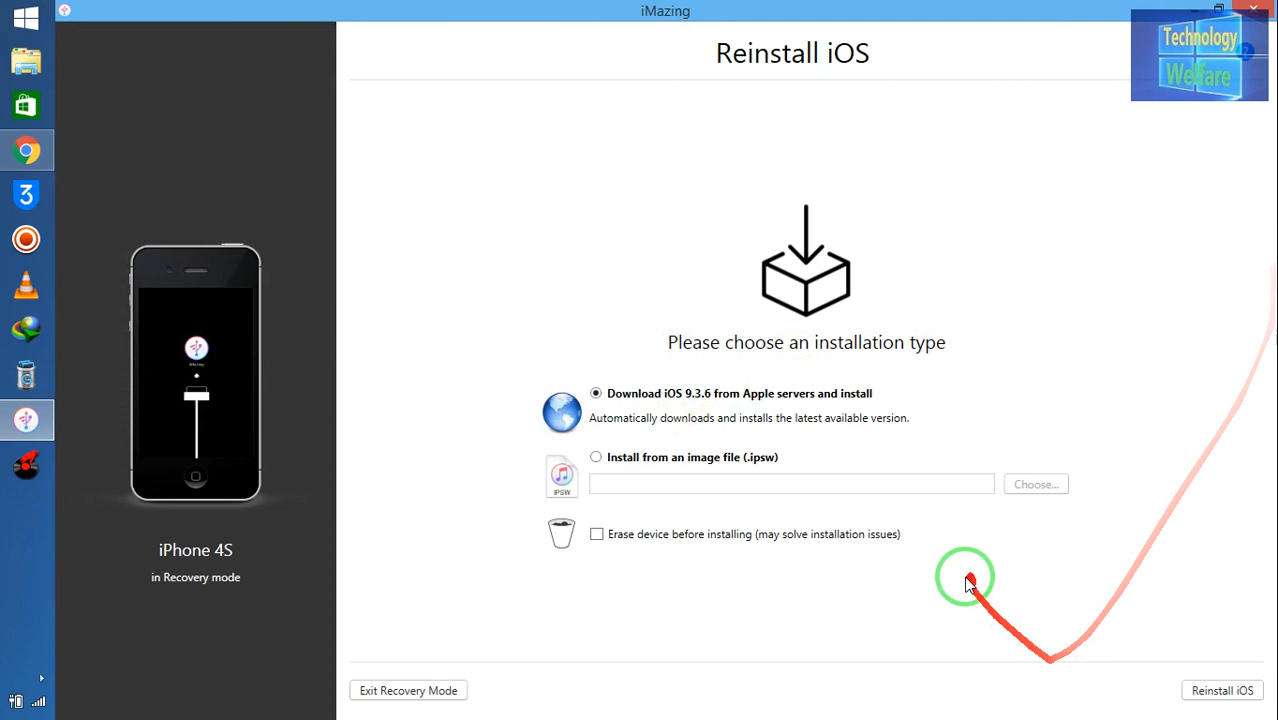 iMazing
Technology
Welfare
Reinstall iOS
Please choose an installation type
Download iOS 9.3.6 from Apple servers and install
Automatically downloads and installs the latest available version.
Install from an image file (.ipsw)
IPSW
Choose...
Erase device before installing (may solve installation issues)
iPhone 4S
in Recovery mode
Exit Recovery Mode
Reinstall iOS
3